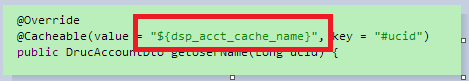 @Override
@Cacheable(value = "${dsp_acct_cache_name}", key = "#ucid")
public DrucAccountDto getUserName(Long ucid) {